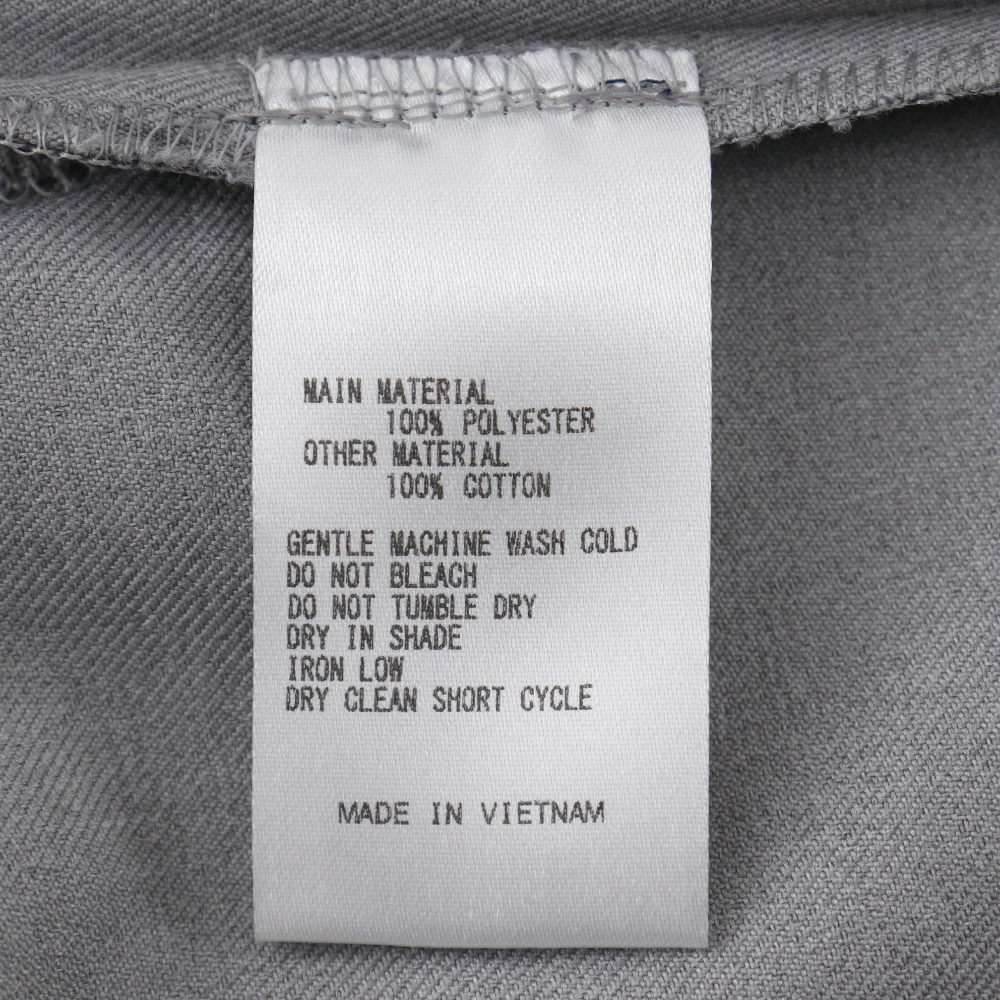 MAIN MATERIAL
100% POLYESTER
OTHER MATERIAL
100% COTTON
GENTLE MACHINE WASH COLD
DO NOT BLEACH
DO NOT TUMBLE DRY
DRY IN SHADE
IRON LOW
DRY CLEAN SHORT CYCLE
MADE IN VIETNAM